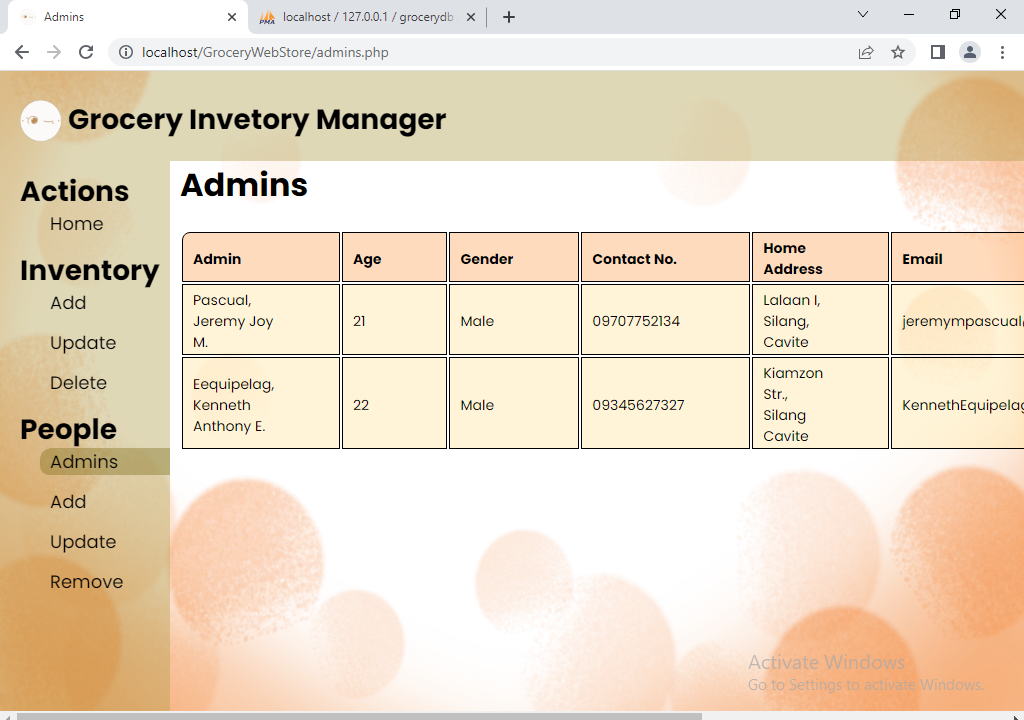 Admins
localhost / 127.0.0.1 / grocerydb
localhost/GroceryWebStore/admins.php
Grocery Invetory Manager
Actions
Home
Inventory
Add
Update
Delete
People
Admins
Add
Update
Remove
Admins
Admin Age Gender Contact No. Home
Address Email
Pascual,
Jeremy Joy
M.
21
Male
09707752134
Lalaan I,
Silang,
Cavite
jeremympascual
Eequipelag,
Kenneth
Anthony E.
22
Male
09345627327
Kiamzon
Str.,
Silang
Cavite
KennethEquipelag
Activate Windows
Go to Settings to activate Windows.